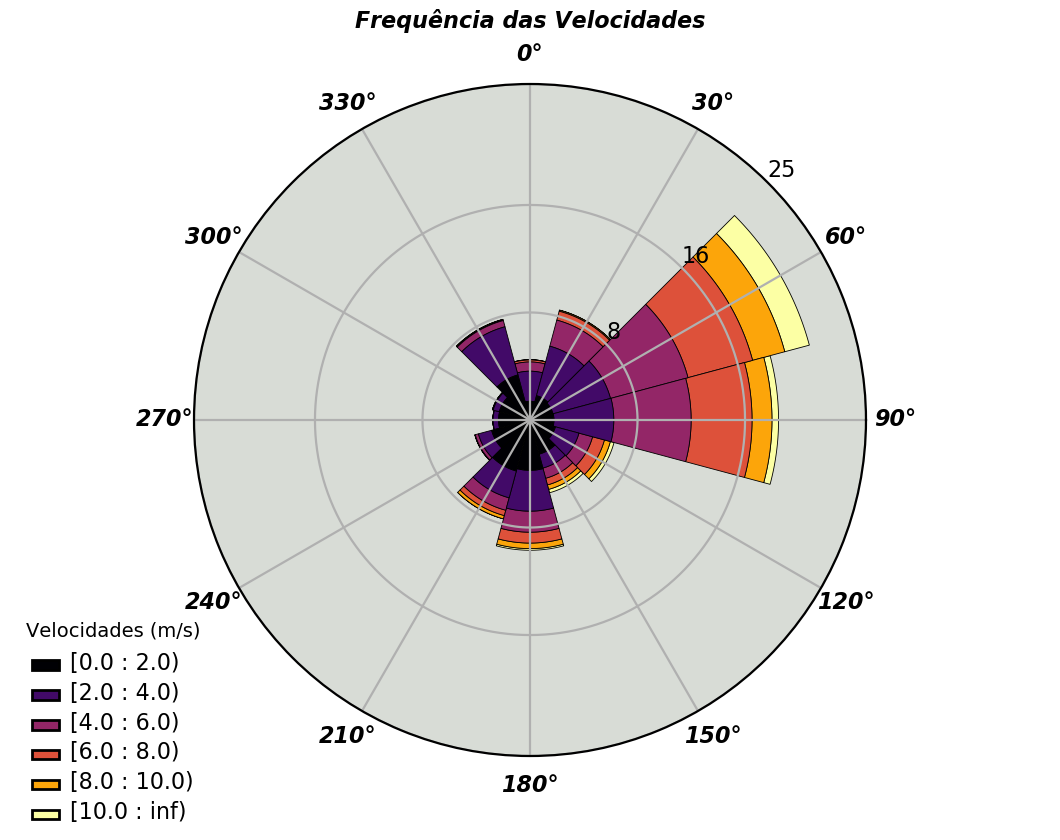 Frequência das Velocidades
0°
330°
30°
25
300°
60°
16
8
270°
90°
240°
120°
210°
150°
180°
Velocidades (m/s)
[0.0 : 2.0)
[2.0 : 4.0)
[4.0 : 6.0)
[6.0 : 8.0)
[8.0 : 10.0)
[10.0 : inf)